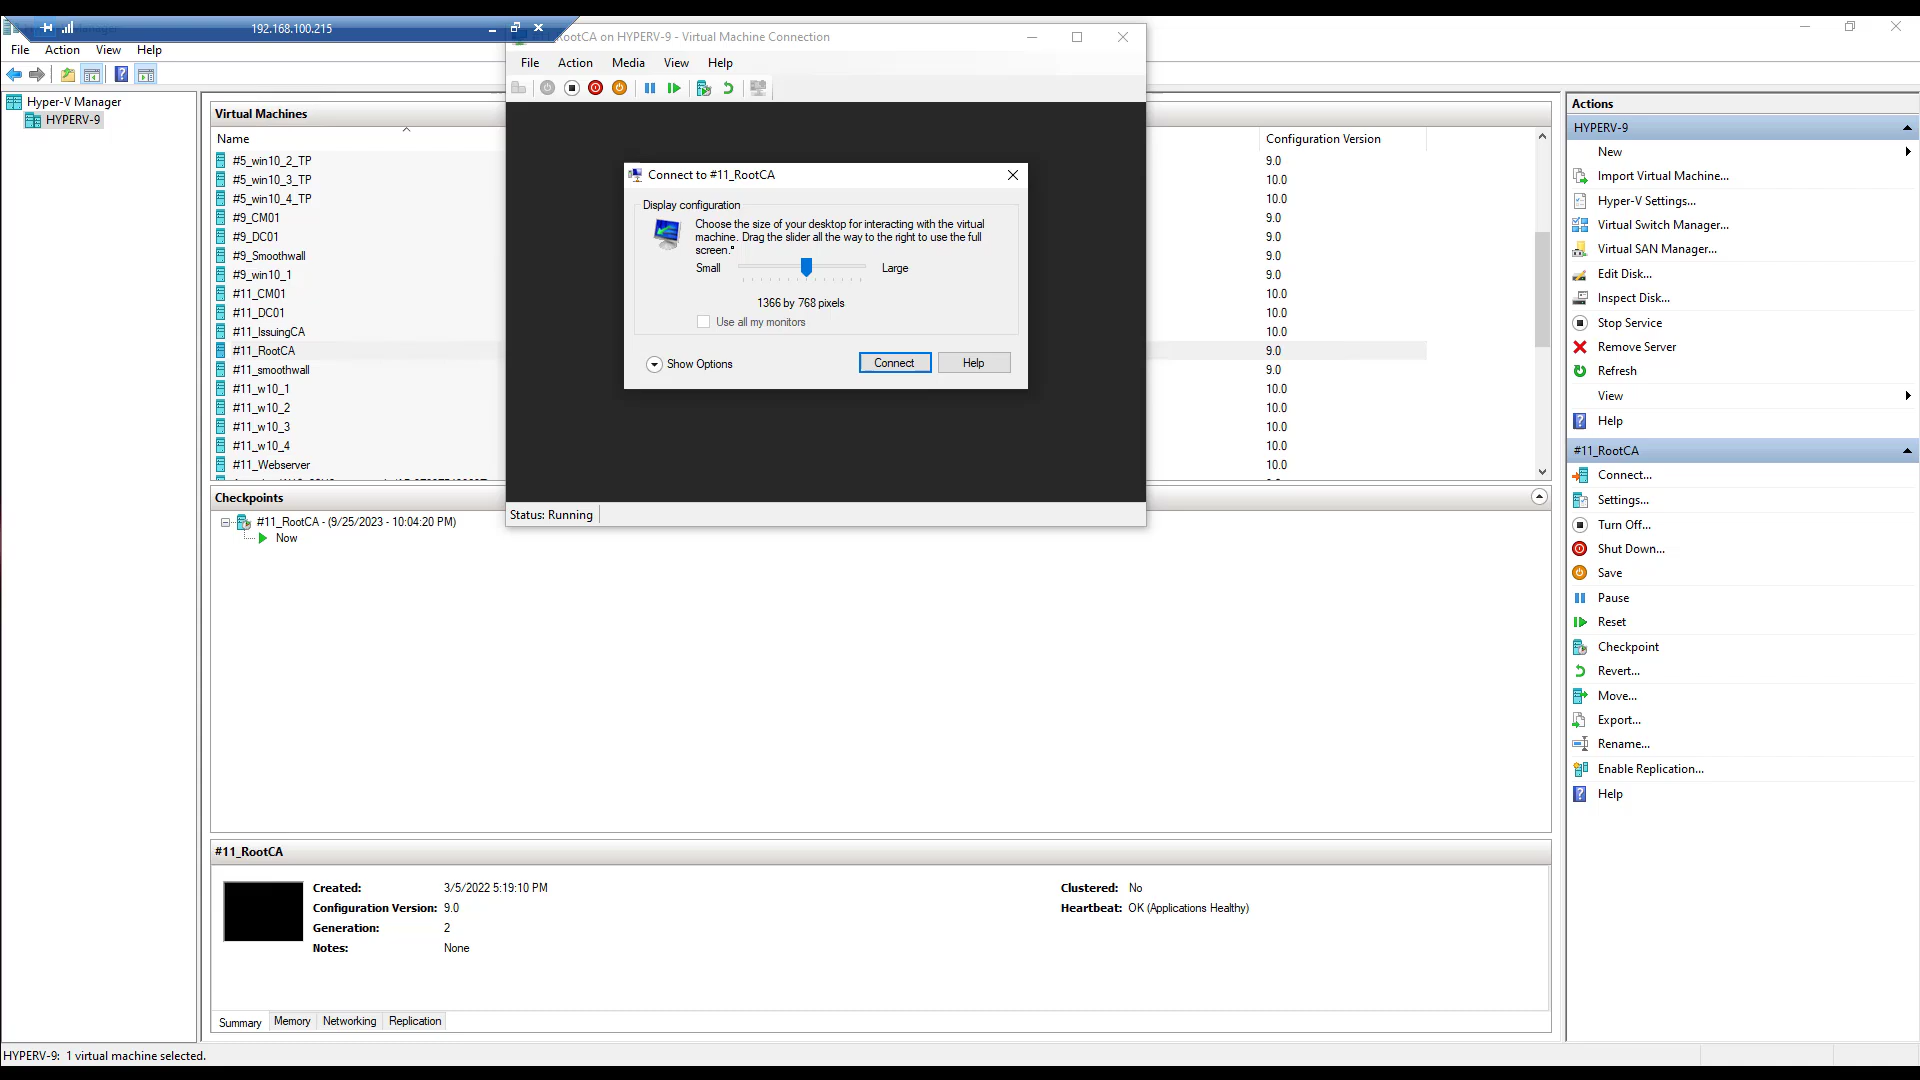 192.168.100.215
File Action View Help
Hyper-V Manager
HYPERV-9
Virtual Machines
Name
Configuration Version
#5_win10_2_TP 9.0
#5_win10_3_TP 10.0
#5_win10_4_TP 10.0
#9_CM01 9.0
#9_DC01 9.0
#9_Smoothwall 9.0
#9_win10_1 9.0
#11_CM01 10.0
#11_DC01 10.0
#11_IssuingCA 10.0
#11_RootCA 9.0
#11_smoothwall 9.0
#11_w10_1 10.0
#11_w10_2 10.0
#11_w10_3 10.0
#11_w10_4 10.0
#11_Webserver 10.0
Checkpoints
#11_RootCA - (9/25/2023 - 10:04:20 PM)
Now
RootCA on HYPERV-9 - Virtual Machine Connection
File Action Media View Help
Connect to #11_RootCA
Display configuration
Choose the size of your desktop for interacting with the virtual
machine. Drag the slider all the way to the right to use the full
screen."
Small Large
1366 by 768 pixels
Use all my monitors
Show Options
Connect
Help
Status: Running
#11_RootCA
Created: 3/5/2022 5:19:10 PM
Configuration Version: 9.0
Generation: 2
Notes: None
Clustered: No
Heartbeat: OK (Applications Healthy)
Summary Memory Networking Replication
Actions
HYPERV-9
New
Import Virtual Machine...
Hyper-V Settings...
Virtual Switch Manager...
Virtual SAN Manager...
Edit Disk...
Inspect Disk...
Stop Service
Remove Server
Refresh
View
Help
#11_RootCA
Connect...
Settings...
Turn Off...
Shut Down...
Save
Pause
Reset
Checkpoint
Revert...
Move...
Export...
Rename...
Enable Replication...
Help
HYPERV-9: 1 virtual machine selected.